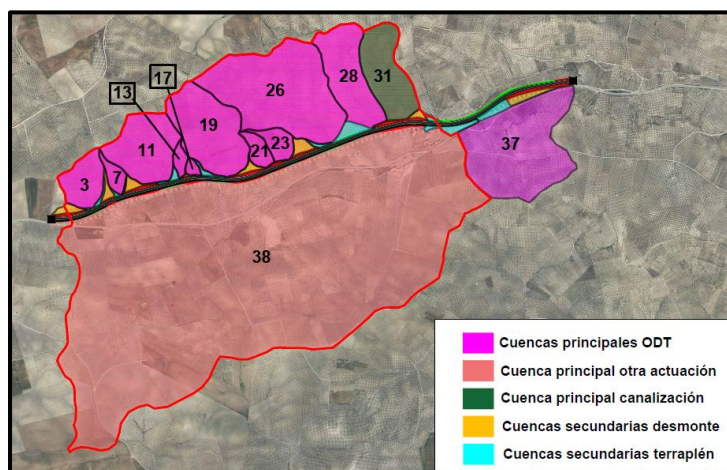 17
26
28
31
13
19
11
23
21
37
7
3
38
Cuencas principales ODT
Cuenca principal otra actuación
Cuenca principal canalización
Cuencas secundarias desmonte
Cuencas secundarias terraplén